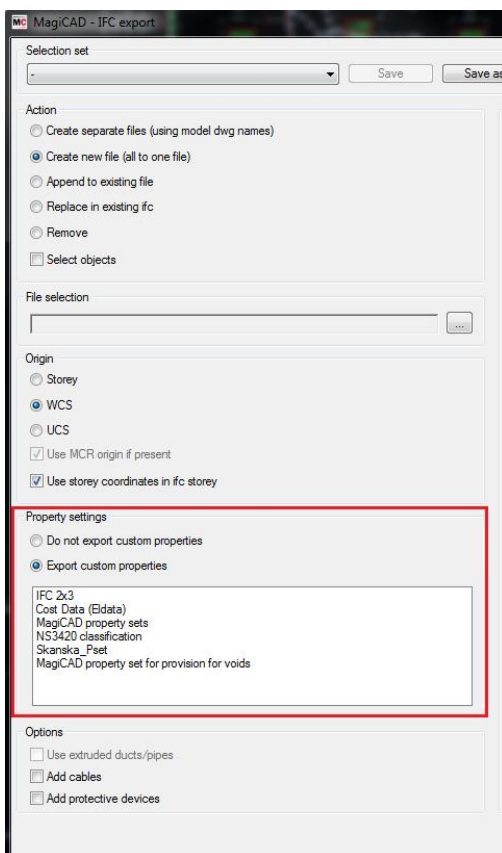 MC MagiCAD - IFC export
Selection set
-
Save
Save as
Action
Create separate files (using model dwg names)
Create new file (all to one file)
Append to existing file
Replace in existing ifc
Remove
Select objects
File selection
...
Origin
Storey
WCS
UCS
Use MCR origin if present
Use storey coordinates in ifc storey
Property settings
Do not export custom properties
Export custom properties
IFC 2x3
Cost Data (Eldata)
MagiCAD property sets
NS3420 classification
Skanska_Pset
MagiCAD property set for provision for voids
Options
Use extruded ducts/pipes
Add cables
Add protective devices